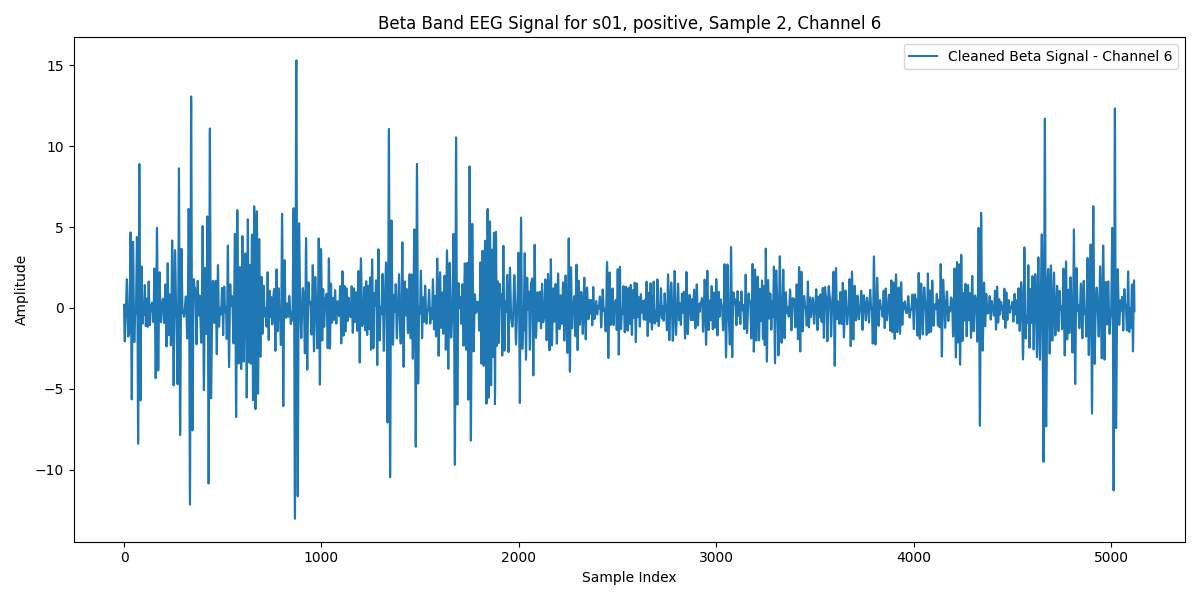 Beta Band EEG Signal for s01, positive, Sample 2, Channel 6
Cleaned Beta Signal - Channel 6
Amplitude
15
10
5
0
−5
−10
0 1000 2000 3000 4000 5000
Sample Index